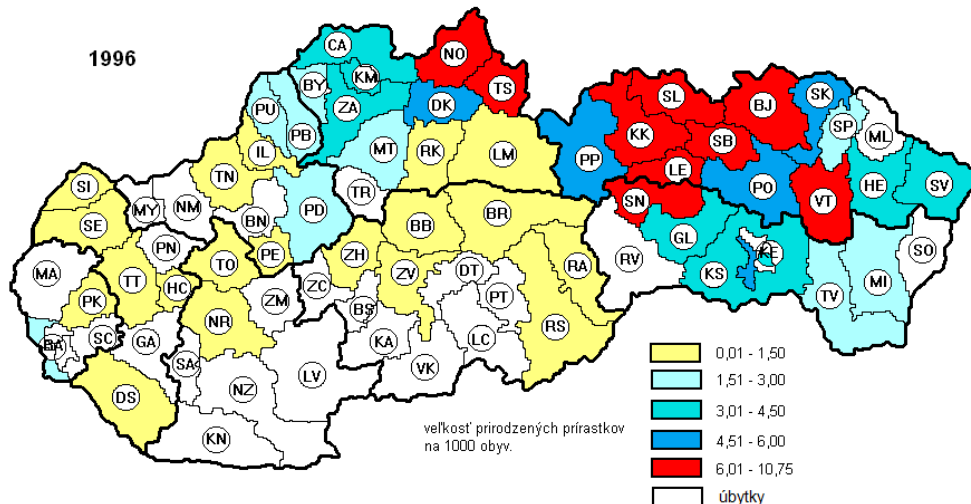 1996
CA
NO
KM
BY
TS
ZA
DK
PU
PB
IL
MT
RK
LM
TN
TR
SI
SE
MY
NM
BN
PD
PN
PE
BB
BR
MA
TT
TO
HC
ZH
ZV
ZC
ZM
DT
RA
PK
NR
BS
PT
RS
SC
GA
KA
LC
SA
VK
DS
NZ
LV
KN
SL
BJ
SK
SP
ML
KK
SB
PP
LE
PO
HE
SV
SN
VT
GL
KE
RV
KS
SO
TV
MI
veľkosť prirodzených prírastkov
na 1000 obyv.
0,01 - 1,50
1,51 - 3,00
3,01 - 4,50
4,51 - 6,00
6,01 - 10,75
úbytky